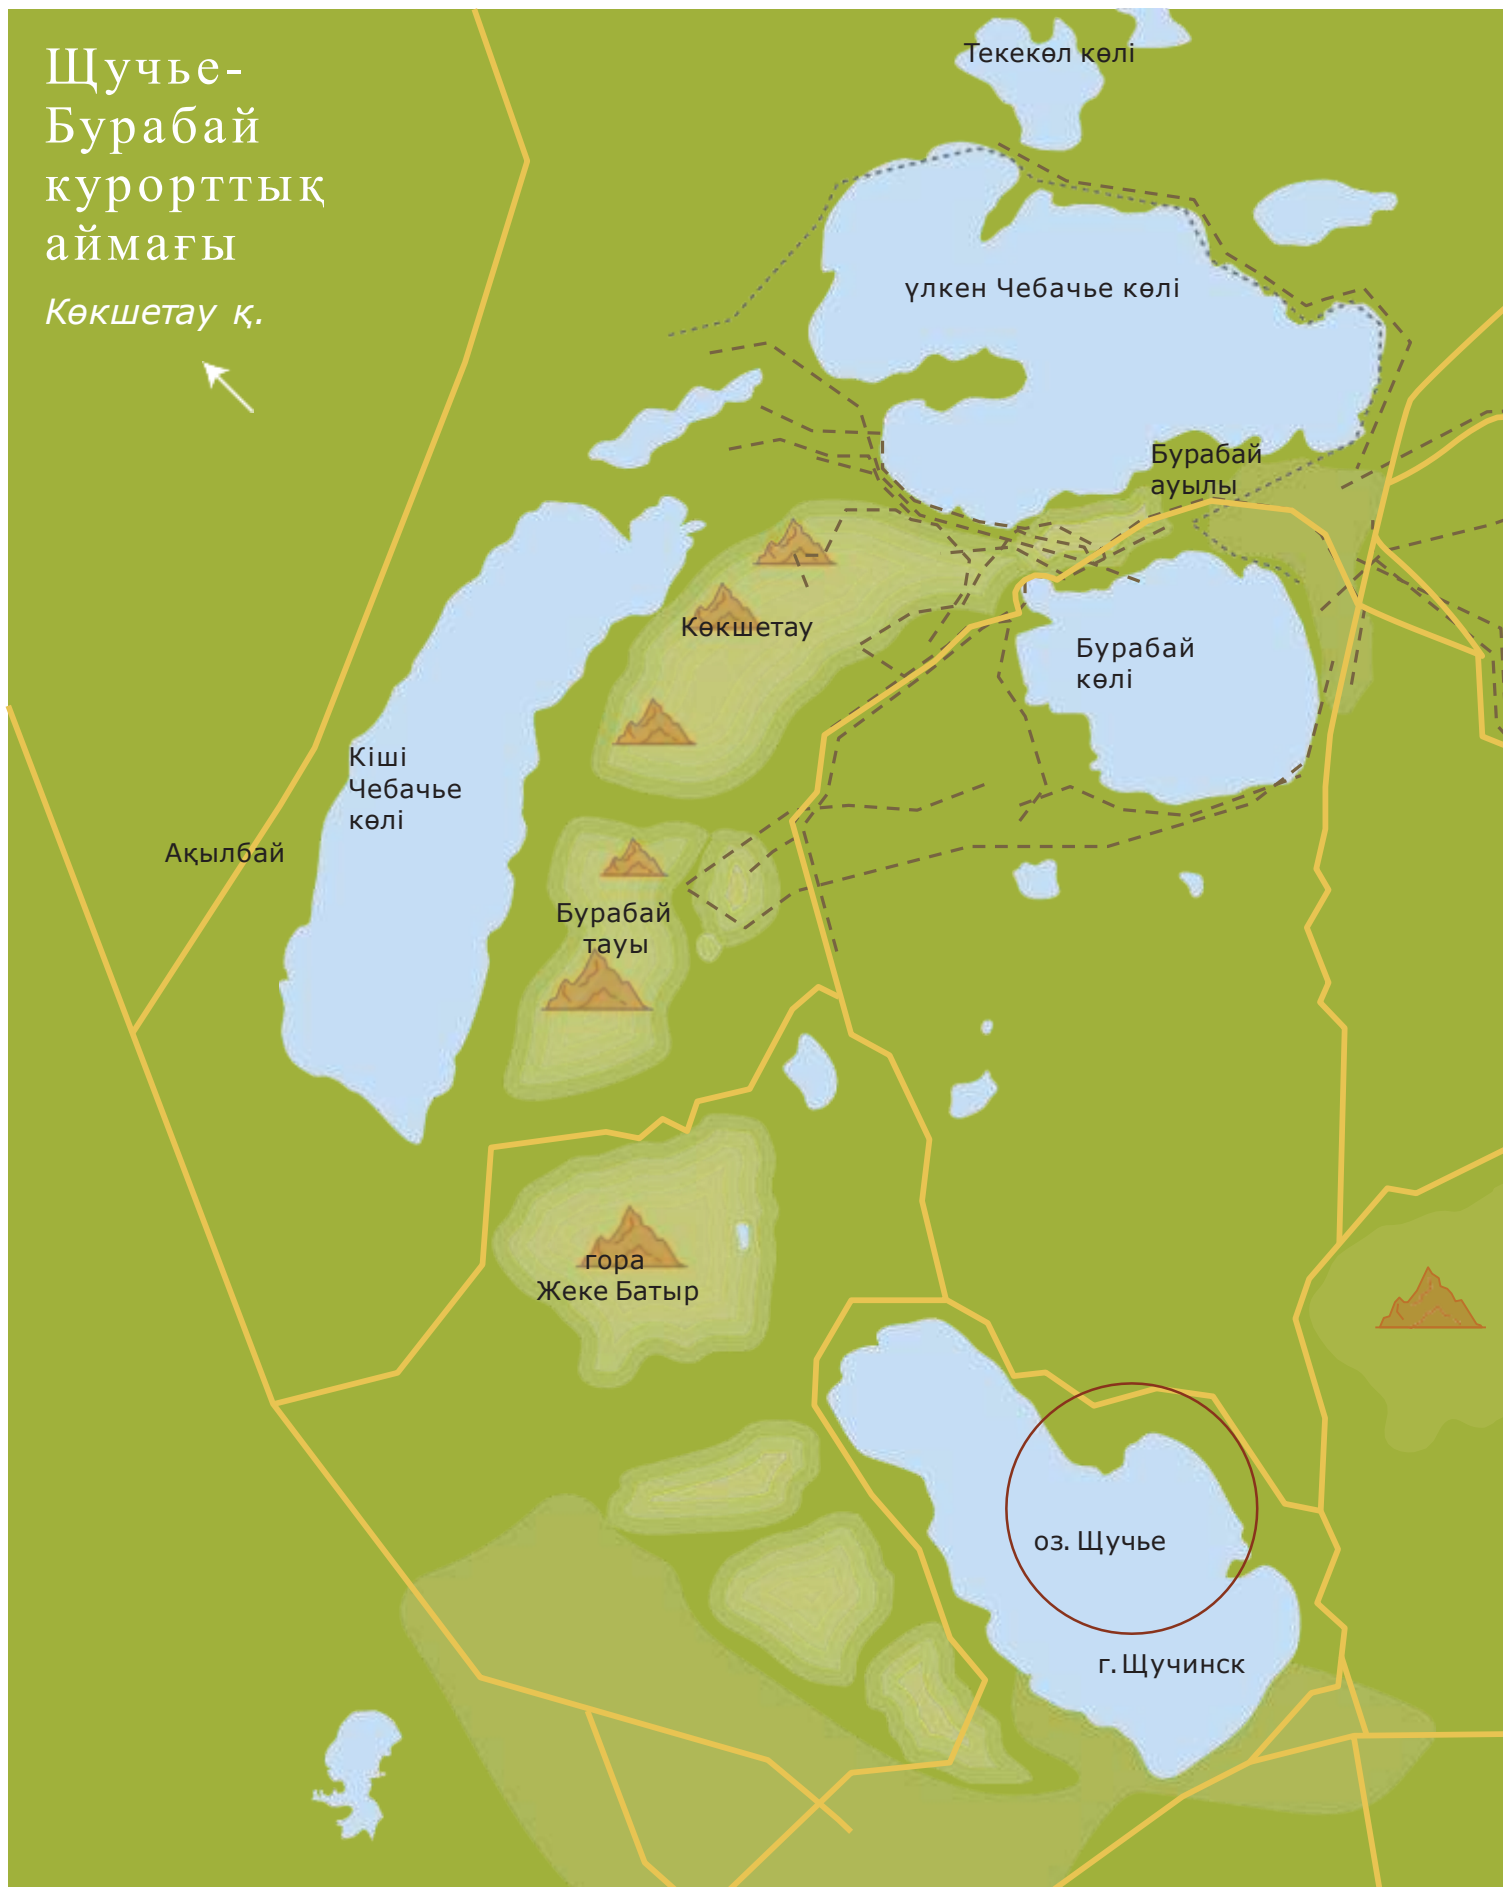 Щучье-
Бурабай
курорттық
аймағы
Көкшетау қ.
Текекөл көлі
үлкен Чебачье көлі
Бурабай
ауылы
Көкшетау
Бурабай
көлі
Кіші
Чебачье
көлі
Ақылбай
Бурабай
тауы
гора
Жеке Батыр
оз. Щучье
г. Щучинск